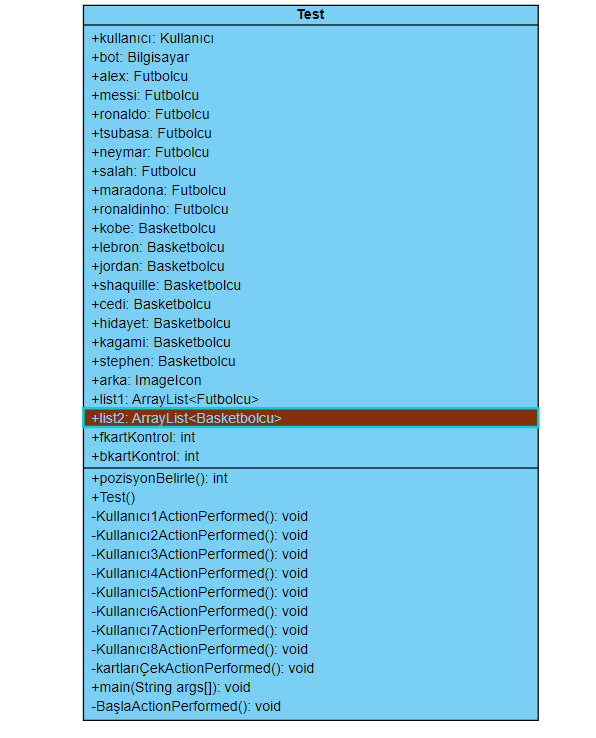 Test
+kullanıcı: Kullanıcı
+bot: Bilgisayar
+alex: Futbolcu
+messi: Futbolcu
+ronaldo: Futbolcu
+tsubasa: Futbolcu
+neymar: Futbolcu
+salah: Futbolcu
+maradona: Futbolcu
+ronaldinho: Futbolcu
+kobe: Basketbolcu
+lebron: Basketbolcu
+jordan: Basketbolcu
+shaquille: Basketbolcu
+cedi: Basketbolcu
+hidayet: Basketbolcu
+kagami: Basketbolcu
+stephen: Basketbolcu
+arka: ImageIcon
+list1: ArrayList<Futbolcu>
+list2: ArrayList<Basketbolcu>
+fkartKontrol: int
+bkartKontrol: int
+pozisyonBelirle(): int
+Test()
-Kullanıcı1ActionPerformed(): void
-Kullanıcı2ActionPerformed(): void
-Kullanıcı3ActionPerformed(): void
-Kullanıcı4ActionPerformed(): void
-Kullanıcı5ActionPerformed(): void
-Kullanıcı6ActionPerformed(): void
-Kullanıcı7ActionPerformed(): void
-Kullanıcı8ActionPerformed(): void
-kartlarıÇekActionPerformed(): void
+main(String args[]): void
-BaşlaActionPerformed(): void